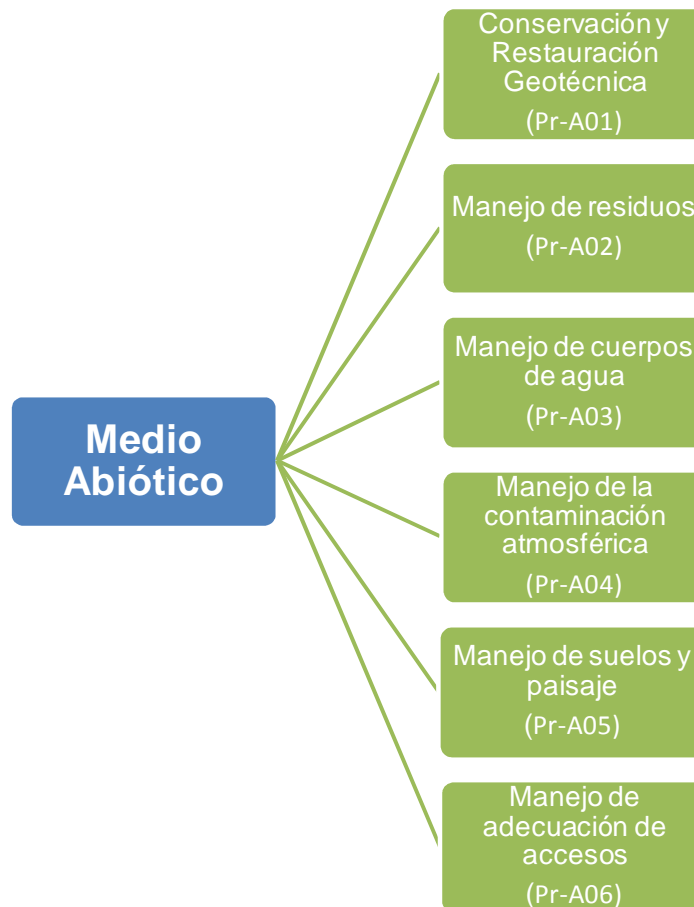 Conservación y
Restauración
Geotécnica
(Pr-A01)
Manejo de residuos
(Pr-A02)
Manejo de cuerpos
de agua
(Pr-A03)
Medio
Abiótico
Manejo de la
contaminación
atmosférica
(Pr-A04)
Manejo de suelos y
paisaje
(Pr-A05)
Manejo de
adecuación de
accesos
(Pr-A06)